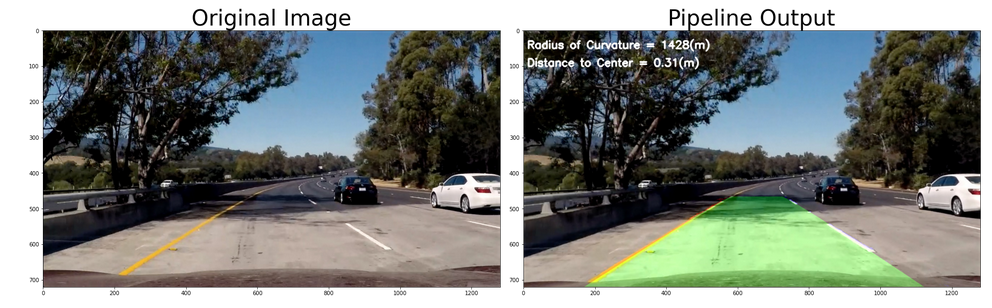 Original Image
0
100
200
300
400
500
600
700
0 200 400 600 800 1000 1200
Pipeline Output
Radius of Curvature = 1428(m)
Distance to Center = 0.31(m)
0
100
200
300
400
500
600
700
0 200 400 600 800 1000 1200